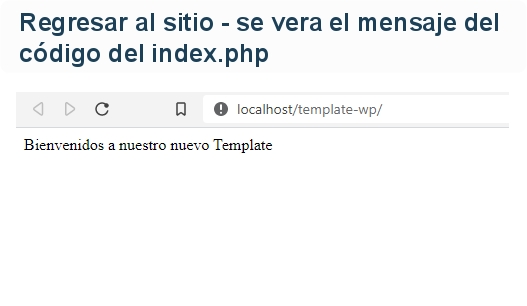 Regresar al sitio - se vera el mensaje del
código del index.php
localhost/template-wp/
Bienvenidos a nuestro nuevo Template